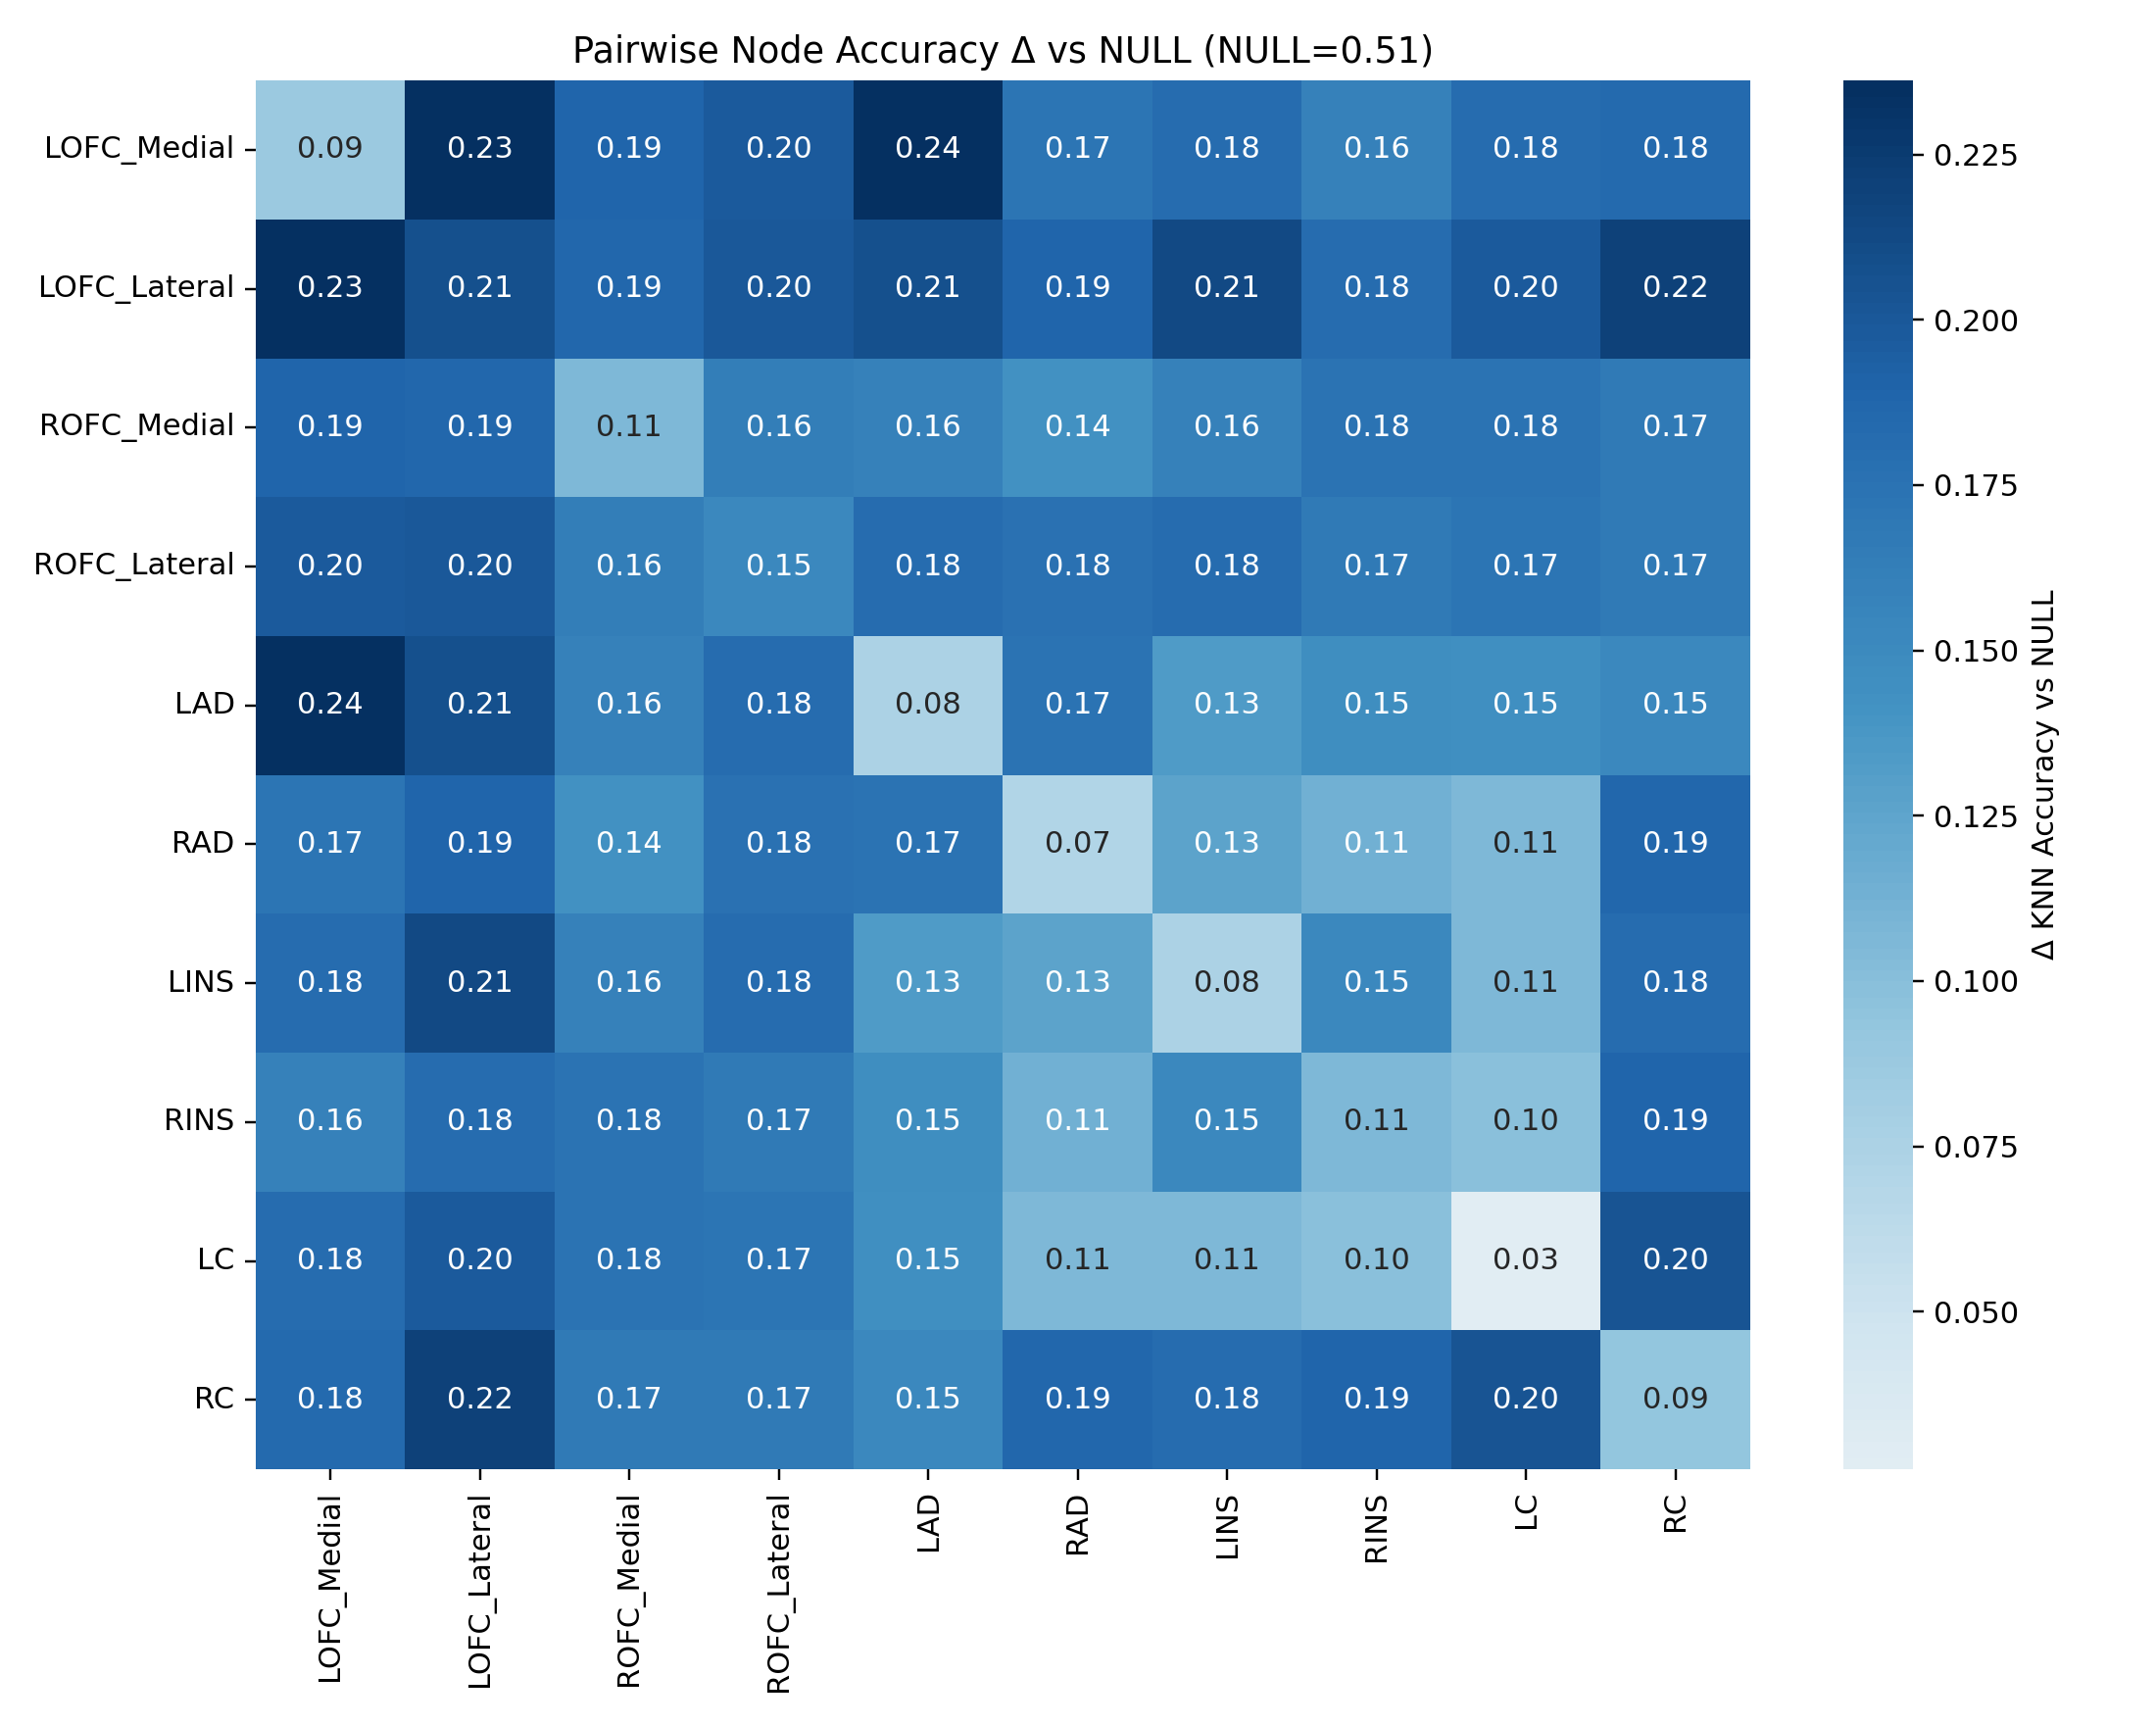 Pairwise Node Accuracy Δ vs NULL (NULL=0.51)
LOFC_Medial 0.09 0.23 0.19 0.20 0.24 0.17 0.18 0.16 0.18 0.18
LOFC_Lateral 0.23 0.21 0.19 0.20 0.21 0.19 0.21 0.18 0.20 0.22
ROFC_Medial 0.19 0.19 0.11 0.16 0.16 0.14 0.16 0.18 0.18 0.17
ROFC_Lateral 0.20 0.20 0.16 0.15 0.18 0.18 0.18 0.17 0.17 0.17
LAD 0.24 0.21 0.16 0.18 0.08 0.17 0.13 0.15 0.15 0.15
RAD 0.17 0.19 0.14 0.18 0.17 0.07 0.13 0.11 0.11 0.19
LINS 0.18 0.21 0.16 0.18 0.13 0.13 0.08 0.15 0.11 0.18
RINS 0.16 0.18 0.18 0.17 0.15 0.11 0.15 0.11 0.10 0.19
LC 0.18 0.20 0.18 0.17 0.15 0.11 0.11 0.10 0.03 0.20
RC 0.18 0.22 0.17 0.17 0.15 0.19 0.18 0.19 0.20 0.09
LOFC_Medial
LOFC_Lateral
ROFC_Medial
ROFC_Lateral
LAD
RAD
LINS
RINS
LC
RC
0.225
0.200
0.175
0.150
0.125
0.100
0.075
0.050
Δ KNN Accuracy vs NULL